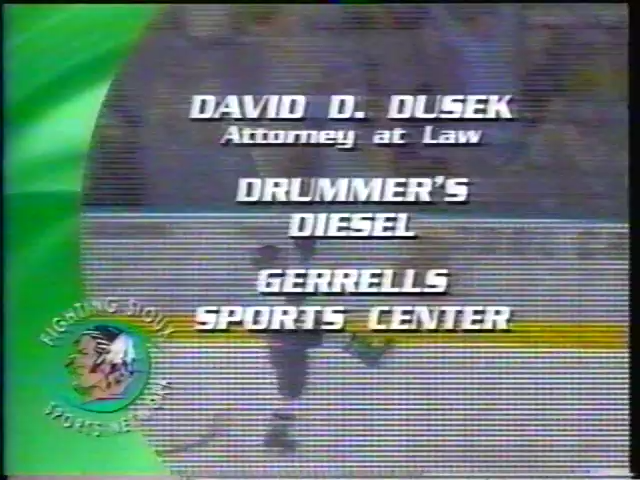 DAVID D. DUSEK
Attorney at Law
DRUMMER'S
DIESEL
GERRELLS
SPORTS CENTER
FIGHTING SIOUX
SPORTS NETWORK